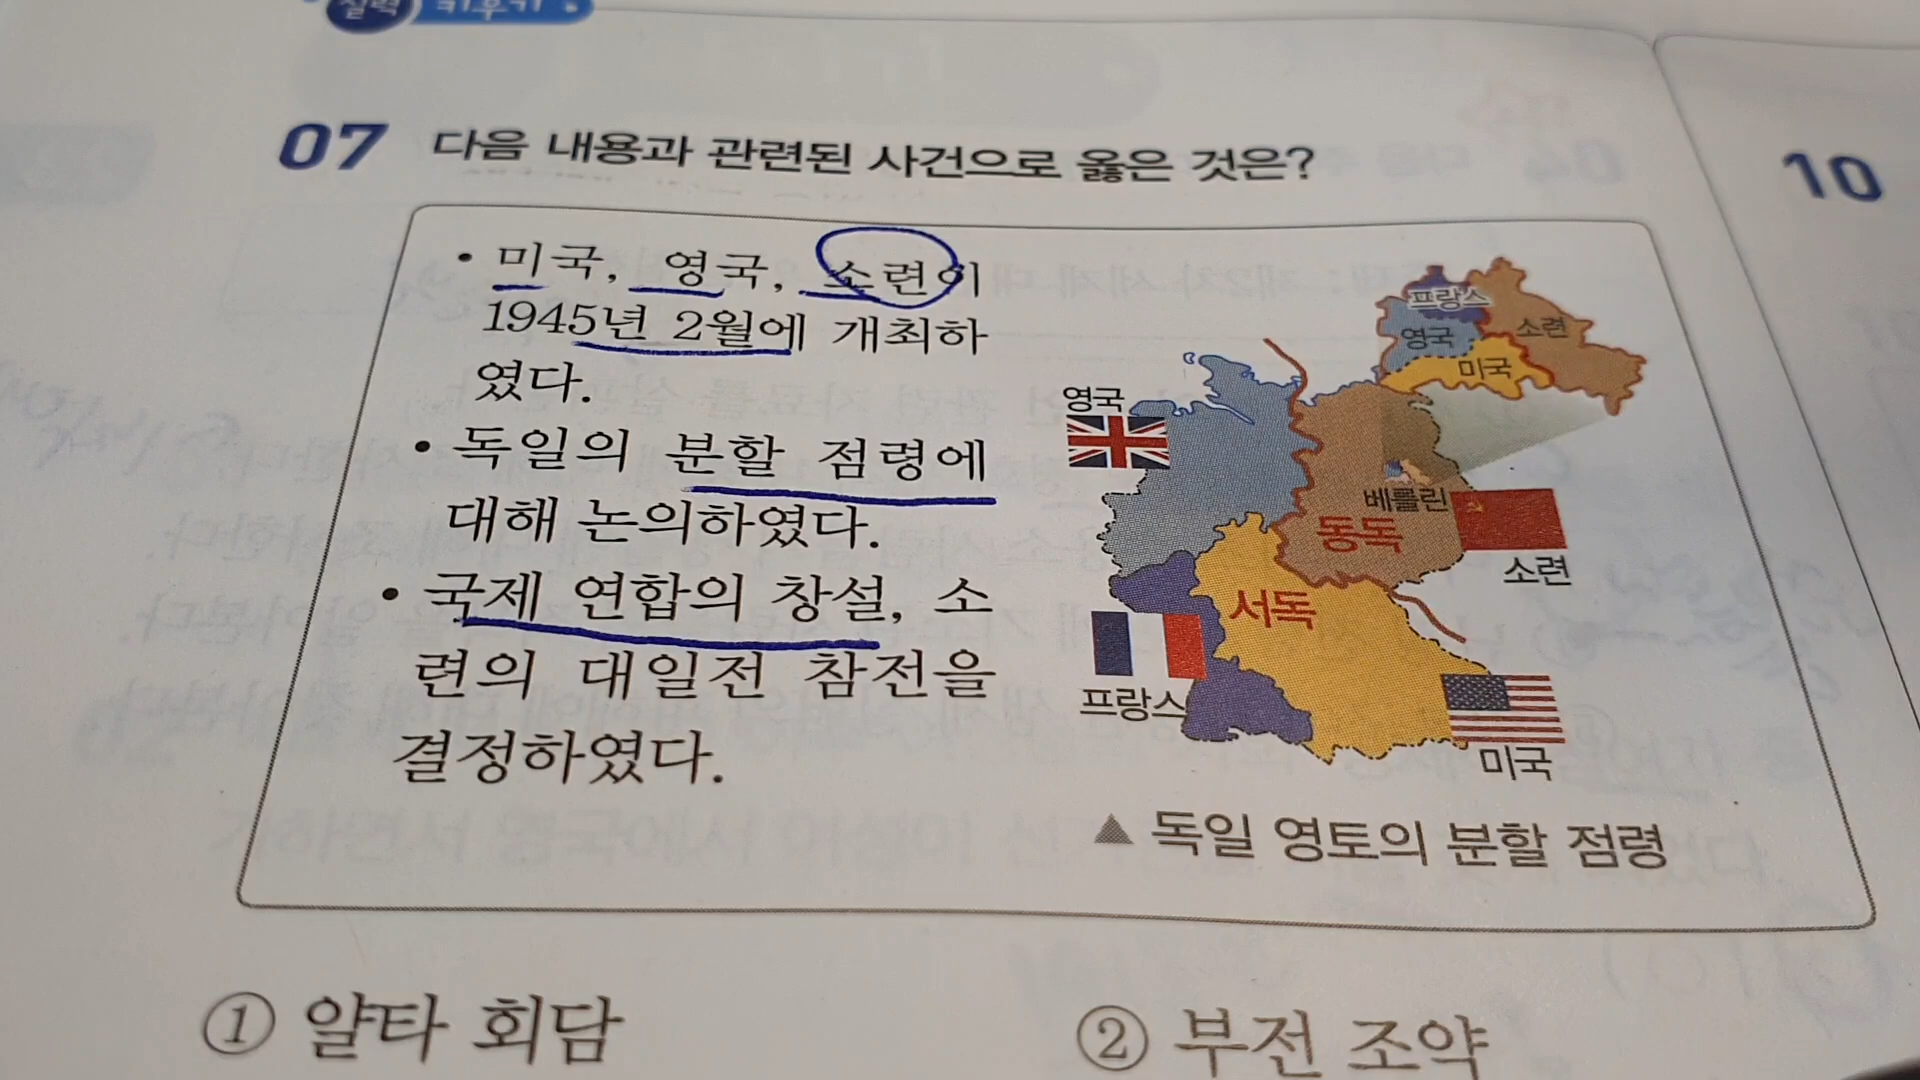 실력 키우기
07 다음 내용과 관련된 사건으로 옳은 것은?
• 미국, 영국, 소련이
1945년 2월에 개최하
였다.
• 독일의 분할 점령에
대해 논의하였다.
• 국제 연합의 창설, 소
련의 대일전 참전을
결정하였다.
프랑스
영국
소련
미국
영국
베를린
동독
소련
서독
프랑스
미국
▲ 독일 영토의 분할 점령
① 얄타 회담
② 부전 조약
10